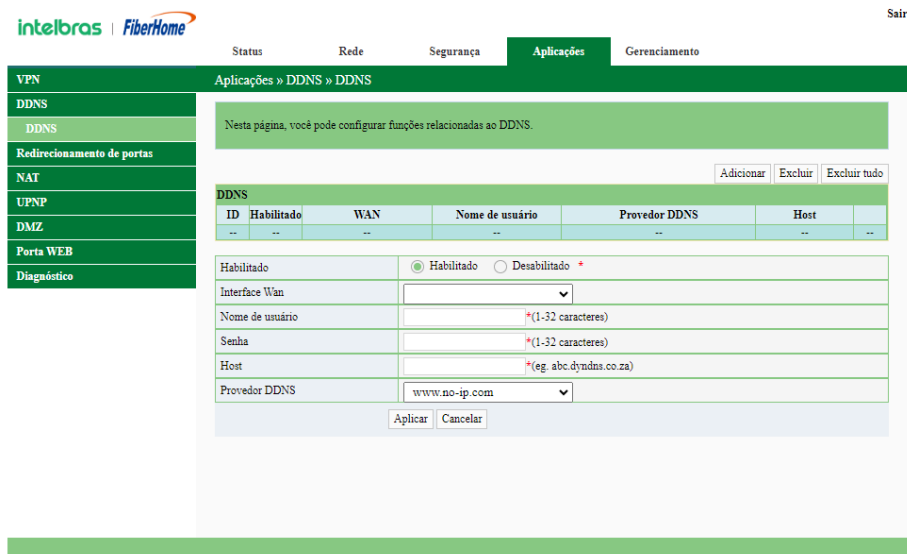 intelbras | FiberHome
Sair
Status Rede Segurança Aplicações Gerenciamento
VPN
Aplicações » DDNS » DDNS
DDNS
DDNS
Redirecionamento de portas
NAT
UPNP
DMZ
Porta WEB
Diagnóstico
Nesta página, você pode configurar funções relacionadas ao DDNS.
Adicionar Excluir Excluir tudo
DDNS
ID Habilitado WAN Nome de usuário Provedor DDNS Host
-- -- -- -- -- -- --
Habilitado Habilitado Desabilitado *
Interface Wan
Nome de usuário *(1-32 caracteres)
Senha *(1-32 caracteres)
Host *(eg. abc.dyndns.co.za)
Provedor DDNS www.no-ip.com
Aplicar Cancelar